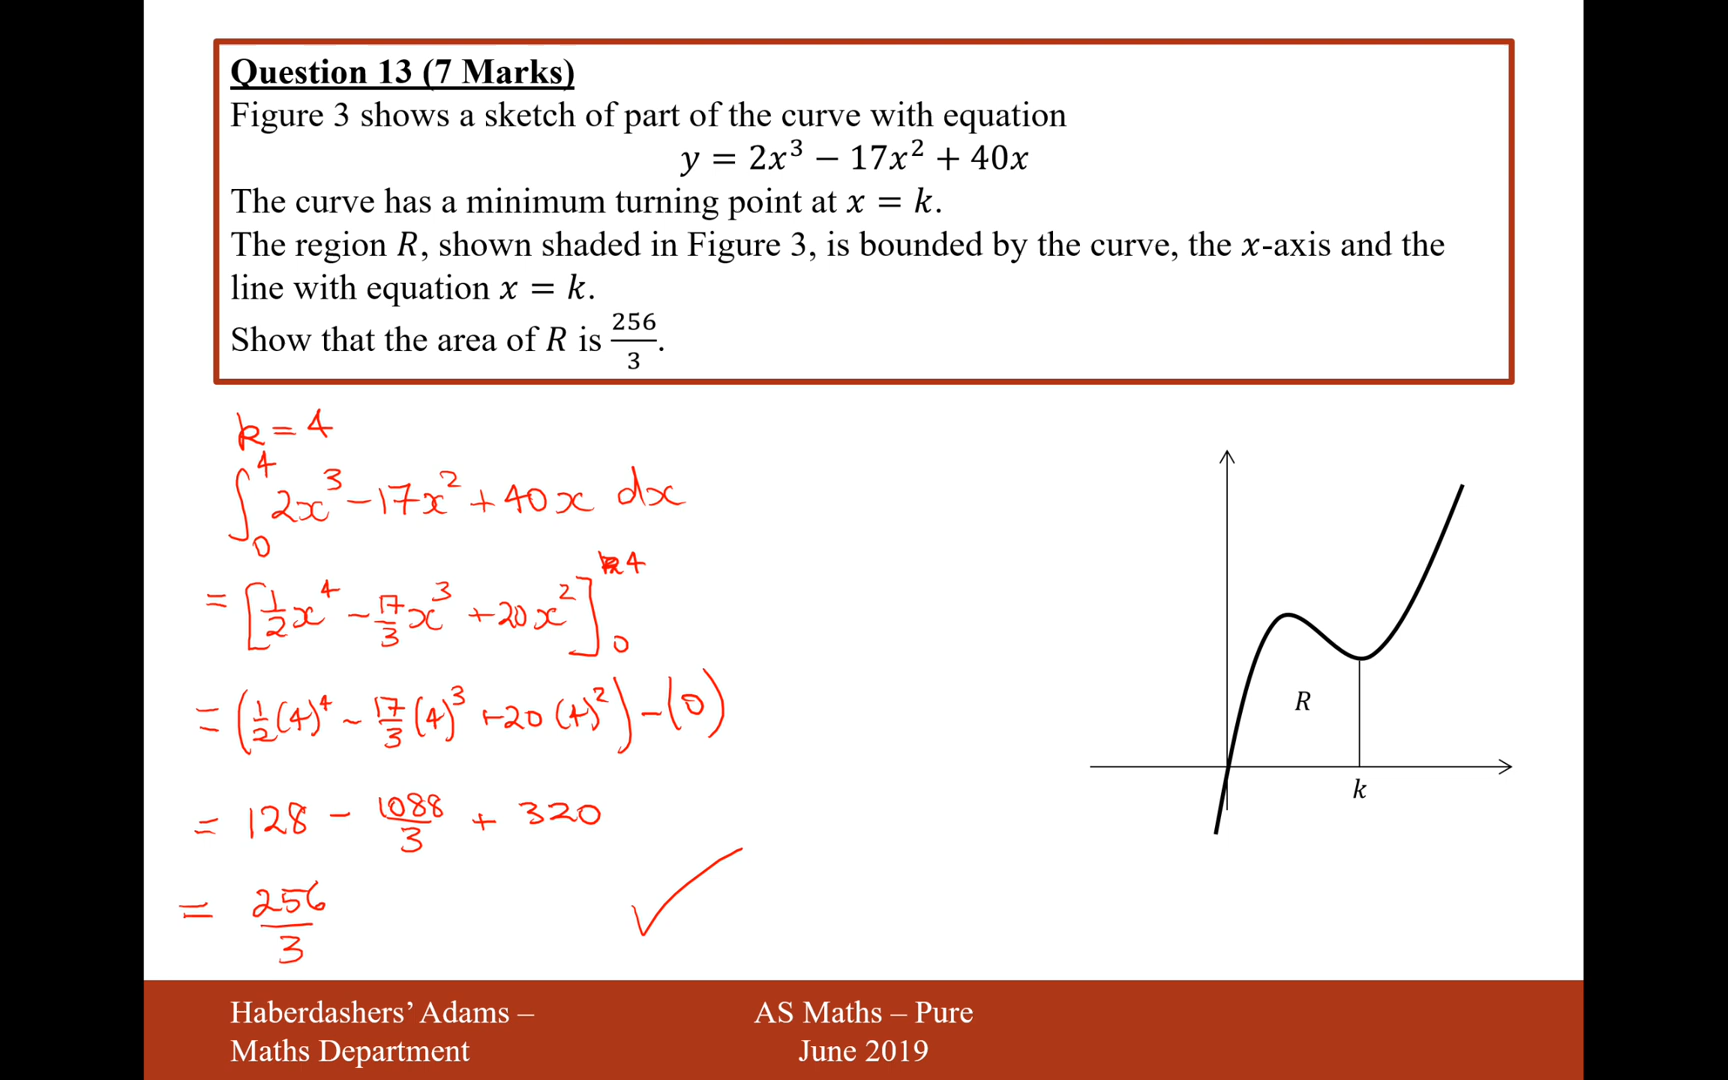 Question 13 (7 Marks)
Figure 3 shows a sketch of part of the curve with equation
y = 2x³ − 17x² + 40x
The curve has a minimum turning point at x = k.
The region R, shown shaded in Figure 3, is bounded by the curve, the x-axis and the
line with equation x = k.
Show that the area of R is 256/3.
k = 4
∫₀⁴ 2x³ − 17x² + 40x dx
= [1/2 x⁴ − 17/3 x³ + 20x²]₀⁴
= (1/2 (4)⁴ − 17/3 (4)³ + 20 (4)²) − (0)
= 128 − 1088/3 + 320
= 256/3
R
k
Haberdashers’ Adams –
Maths Department
AS Maths – Pure
June 2019